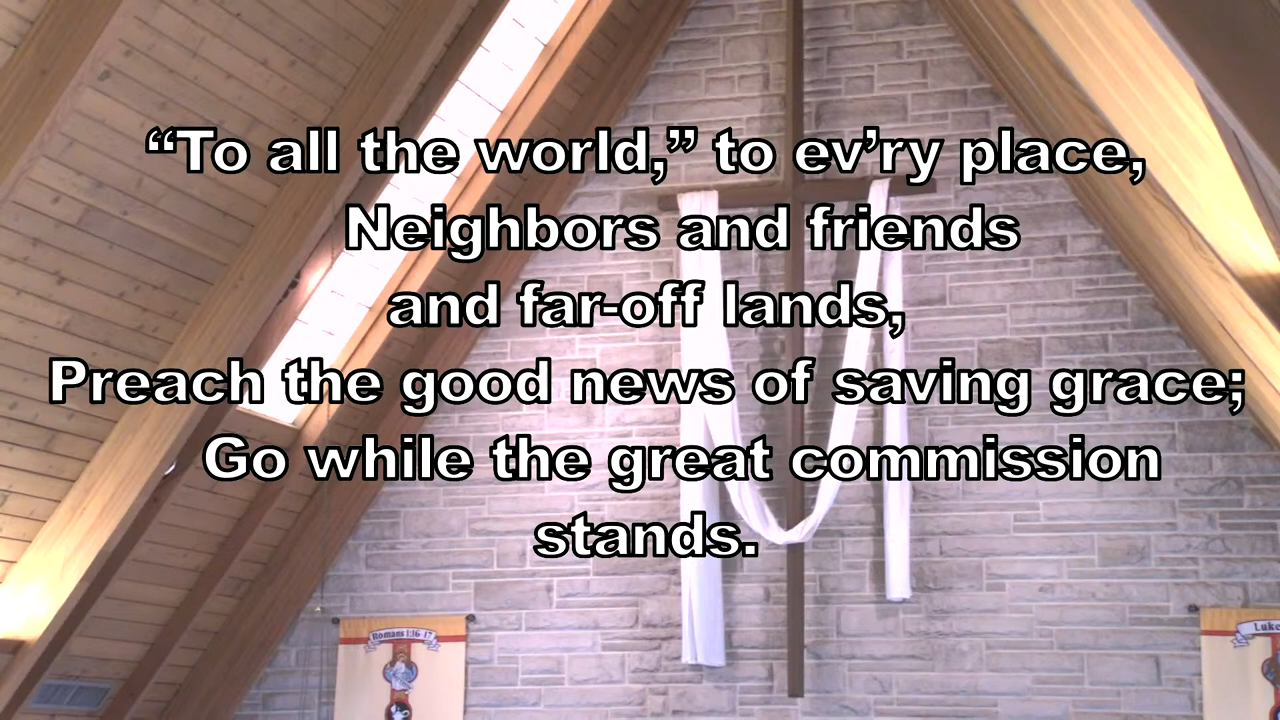 “To all the world,” to ev’ry place,
Neighbors and friends
and far-off lands,
Preach the good news of saving grace;
Go while the great commission
stands.
Romans 1:16-17
Luke